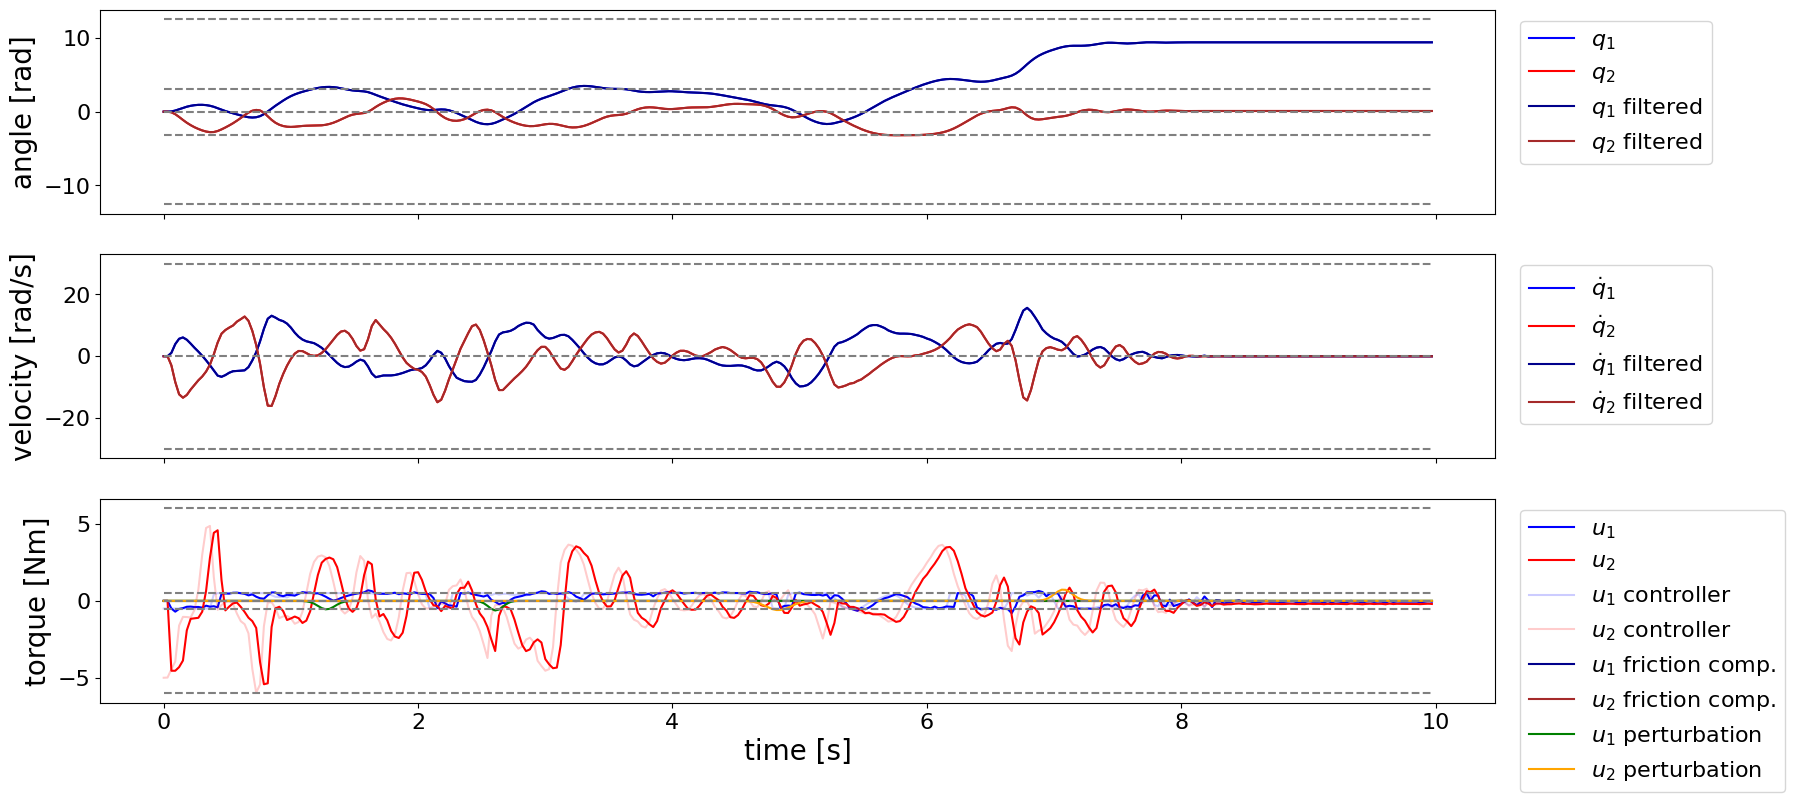 angle [rad]
10
0
−10
q₁
q₂
q₁ filtered
q₂ filtered
velocity [rad/s]
20
0
−20
q̇₁
q̇₂
q̇₁ filtered
q̇₂ filtered
torque [Nm]
5
0
−5
0 2 4 6 8 10
time [s]
u₁
u₂
u₁ controller
u₂ controller
u₁ friction comp.
u₂ friction comp.
u₁ perturbation
u₂ perturbation